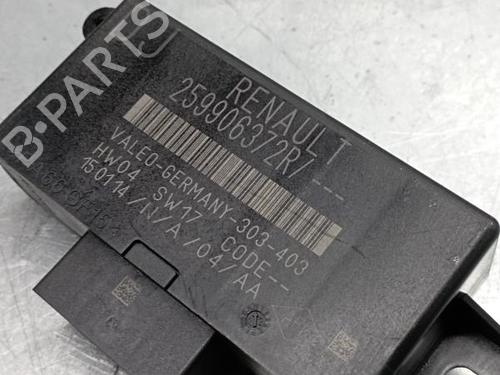 B-PARTS
RENAULT
259906372R/---
VALEO-GERMANY-303-403
HW04 SW17 CODE--
150114/N/A/04/AA